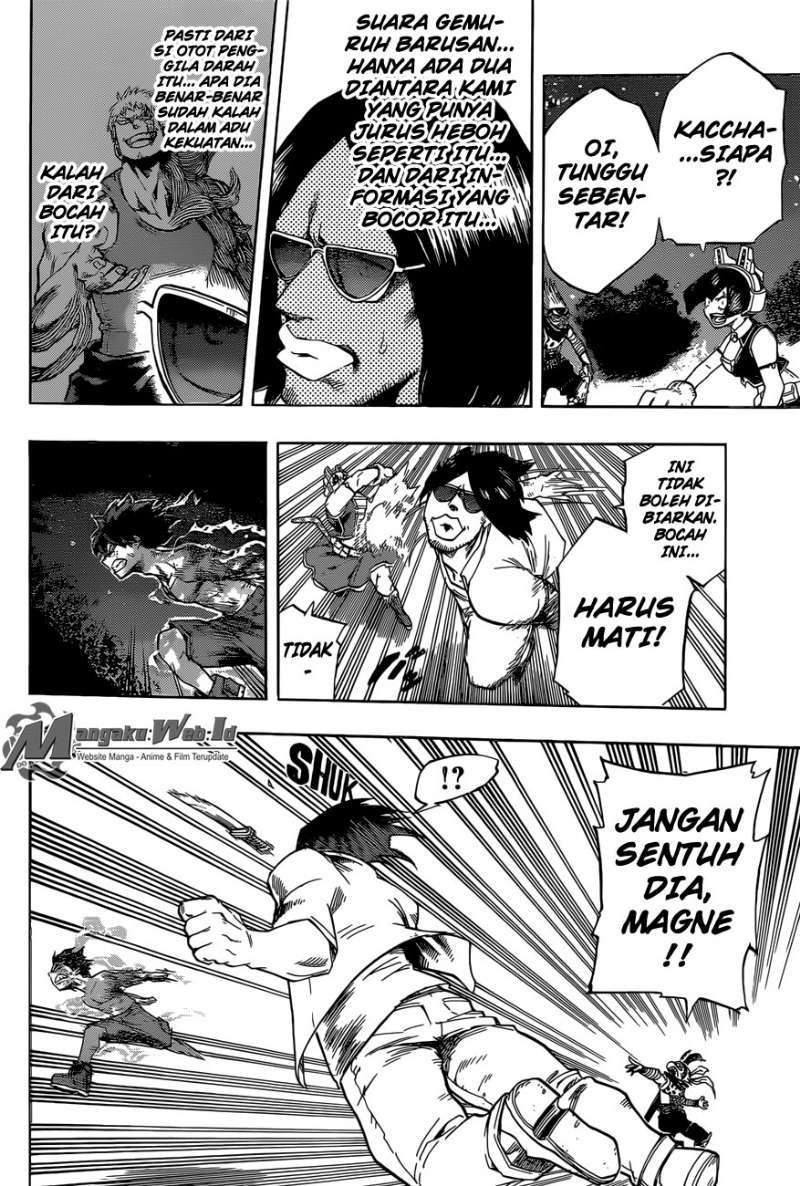 KACCHA-
...SIAPA
?!
OI,
TUNGGU
SEBEN-
TAR!
SUARA GEMU-
RUH BARUSAN...
HANYA ADA DUA
DIANTARA KAMI
YANG PUNYA
JURUS HEBOH
SEPERTI ITU...
DAN DARI IN-
FORMASI YANG
BOCOR ITU...
PASTI DARI
SI OTOT PENG-
GILA DARAH
ITU... APA DIA
BENAR-BENAR
SUDAH KALAH
DALAM ADU
KEKUATAN...
KALAH
DARI
BOCAH
ITU?
INI
TIDAK
BOLEH DI-
BIARKAN.
BOCAH
INI...
HARUS
MATI!
TIDAK
-
Mangaku.Web.Id
Website Manga - Anime & Film Terupdate
SHUK
!?
JANGAN
SENTUH
DIA,
MAGNE
!!